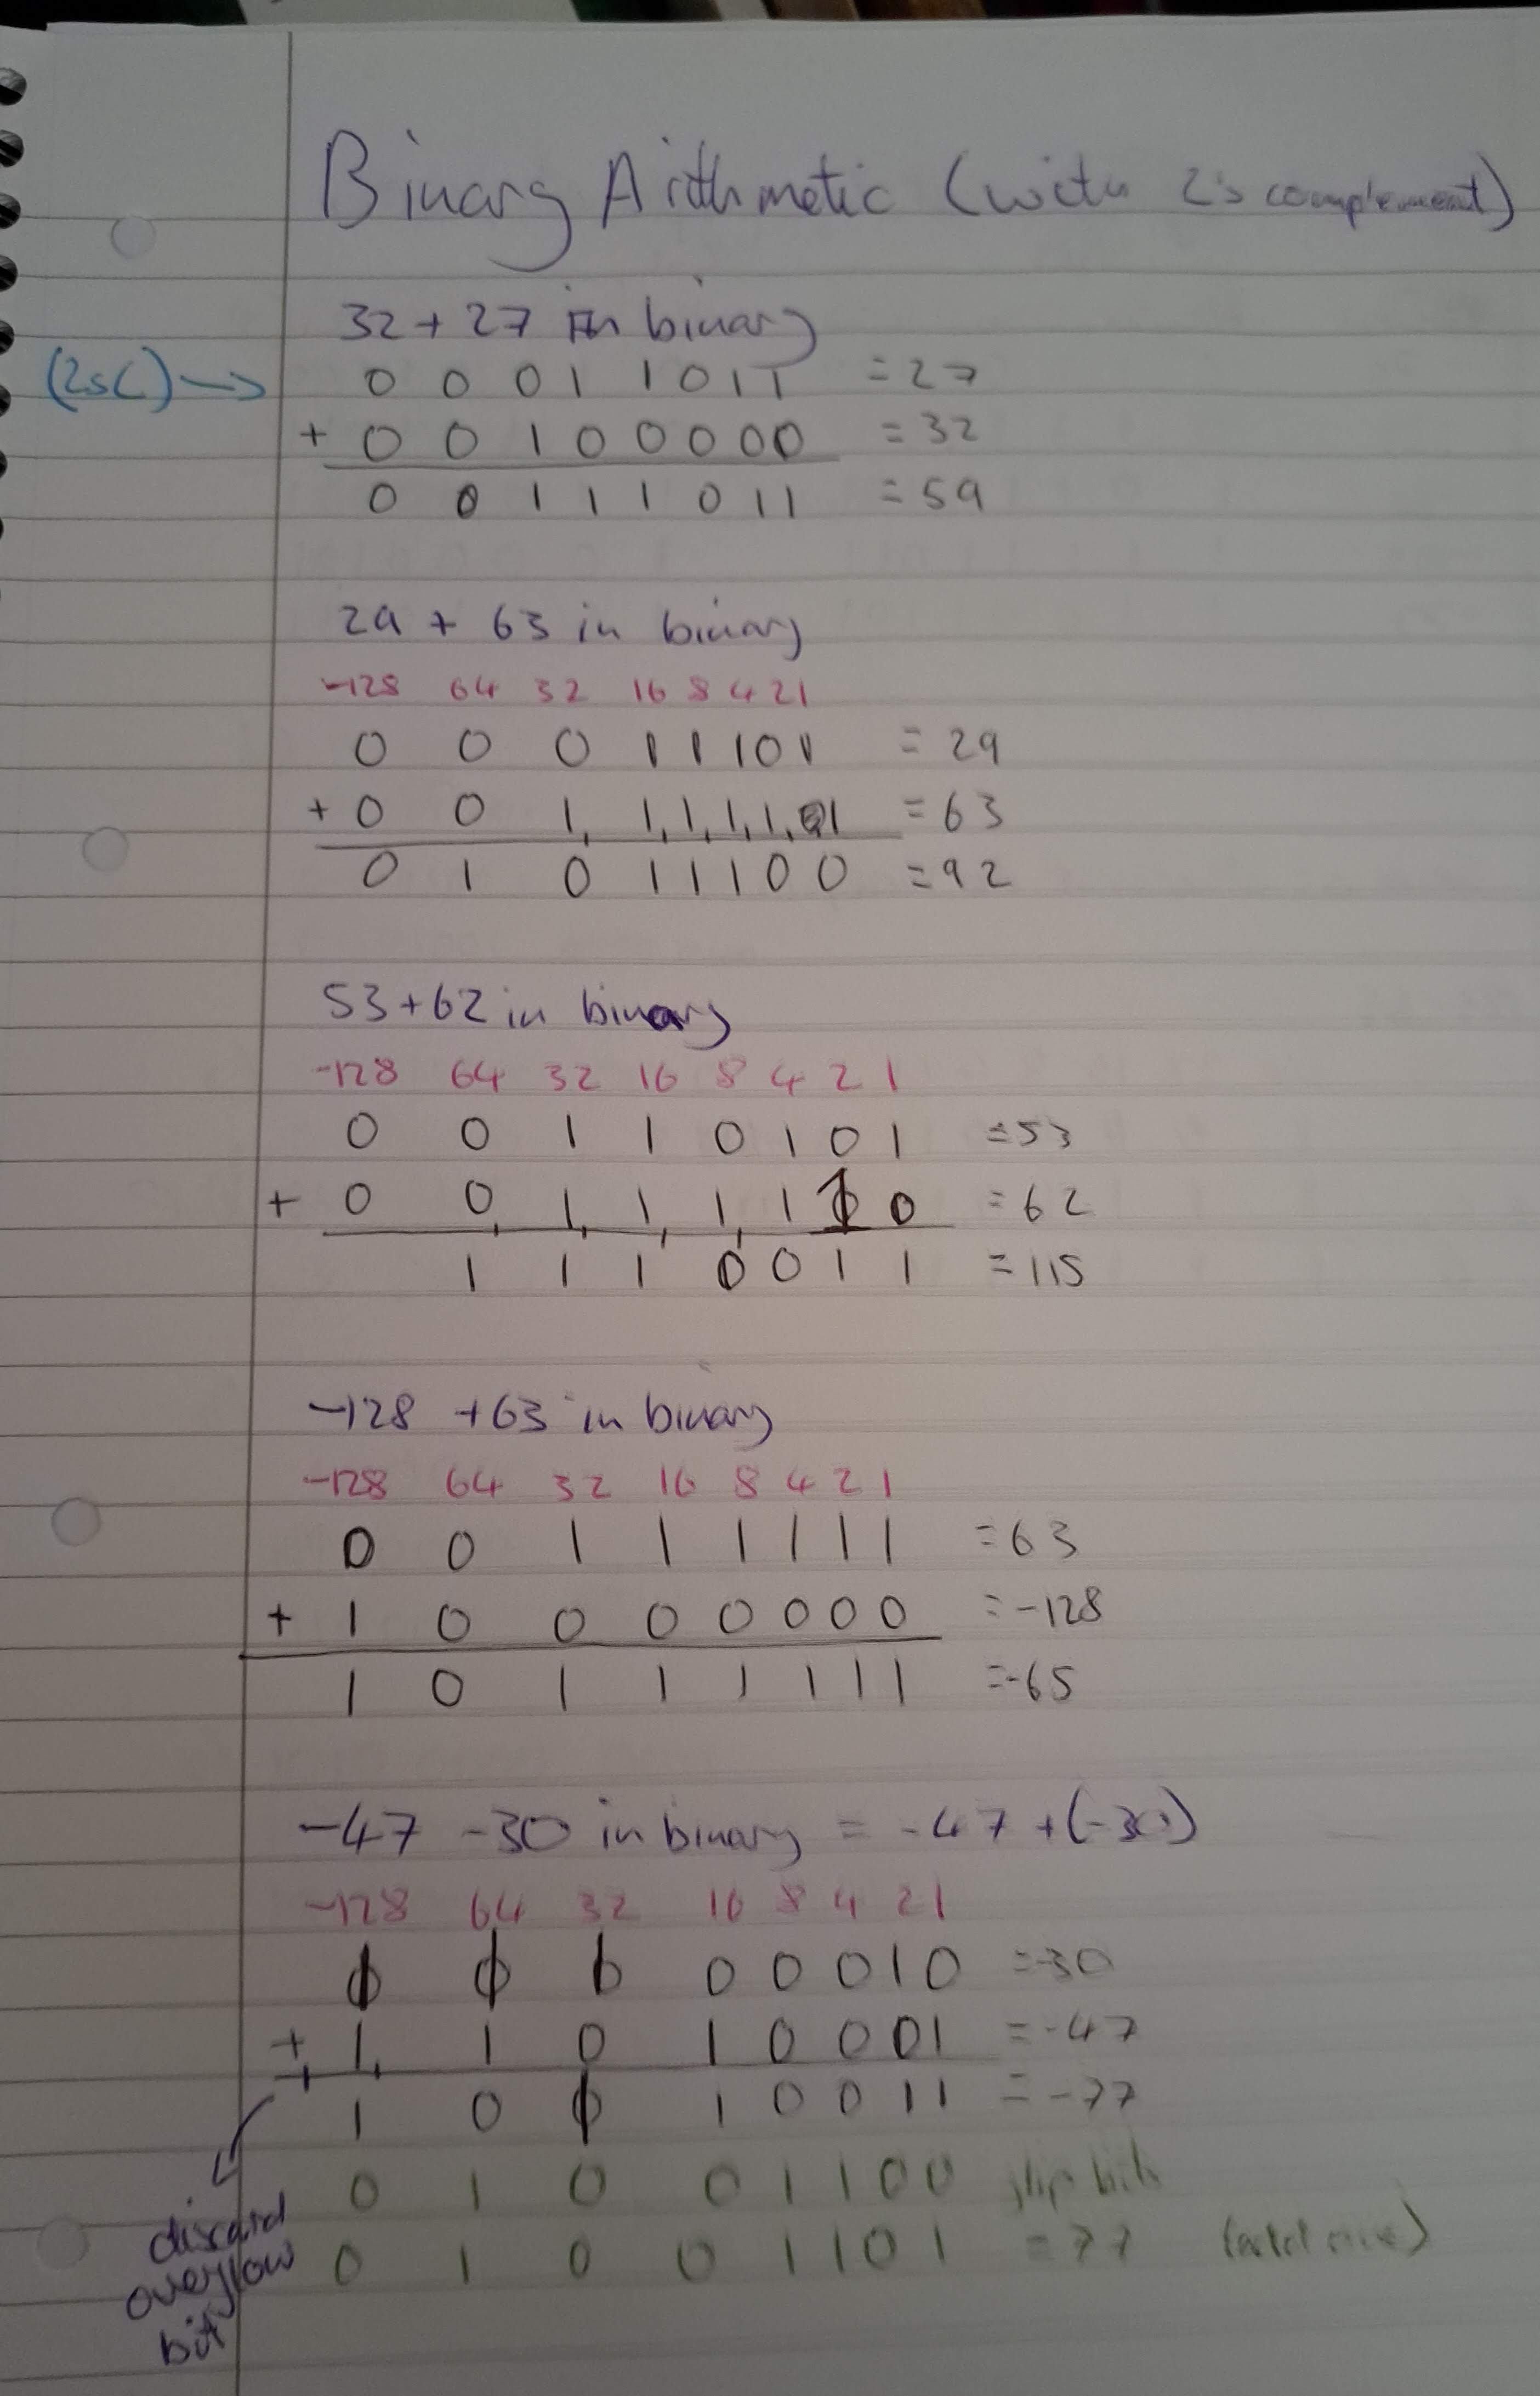 Binary Arithmetic (with 2's complement)
32 + 27 in binary
(2sC) → 0 0 0 1 1 0 1 1 = 27
+ 0 0 1 0 0 0 0 0 = 32
0 0 1 1 1 0 1 1 = 59
29 + 63 in binary
-128 64 32 16 8 4 2 1
0 0 0 1 1 1 0 1 = 29
+ 0 0 1 1 1 1 1 1 = 63
0 1 0 1 1 1 0 0 = 92
53 + 62 in binary
-128 64 32 16 8 4 2 1
0 0 1 1 0 1 0 1 = 53
+ 0 0 1 1 1 1 1 0 = 62
1 1 1 0 0 1 1 = 115
-128 + 63 in binary
-128 64 32 16 8 4 2 1
0 0 1 1 1 1 1 1 = 63
+ 1 0 0 0 0 0 0 0 = -128
1 0 1 1 1 1 1 1 = -65
-47 - 30 in binary = -47 + (-30)
-128 64 32 16 8 4 2 1
1 1 1 0 0 0 1 0 = -30
+ 1 1 0 1 0 0 0 1 = -47
1 0 1 1 0 0 1 1 = -77
0 1 0 0 1 1 0 0 flip bits
0 1 0 0 1 1 0 1 = 77 (add one)
discard
overflow
bit